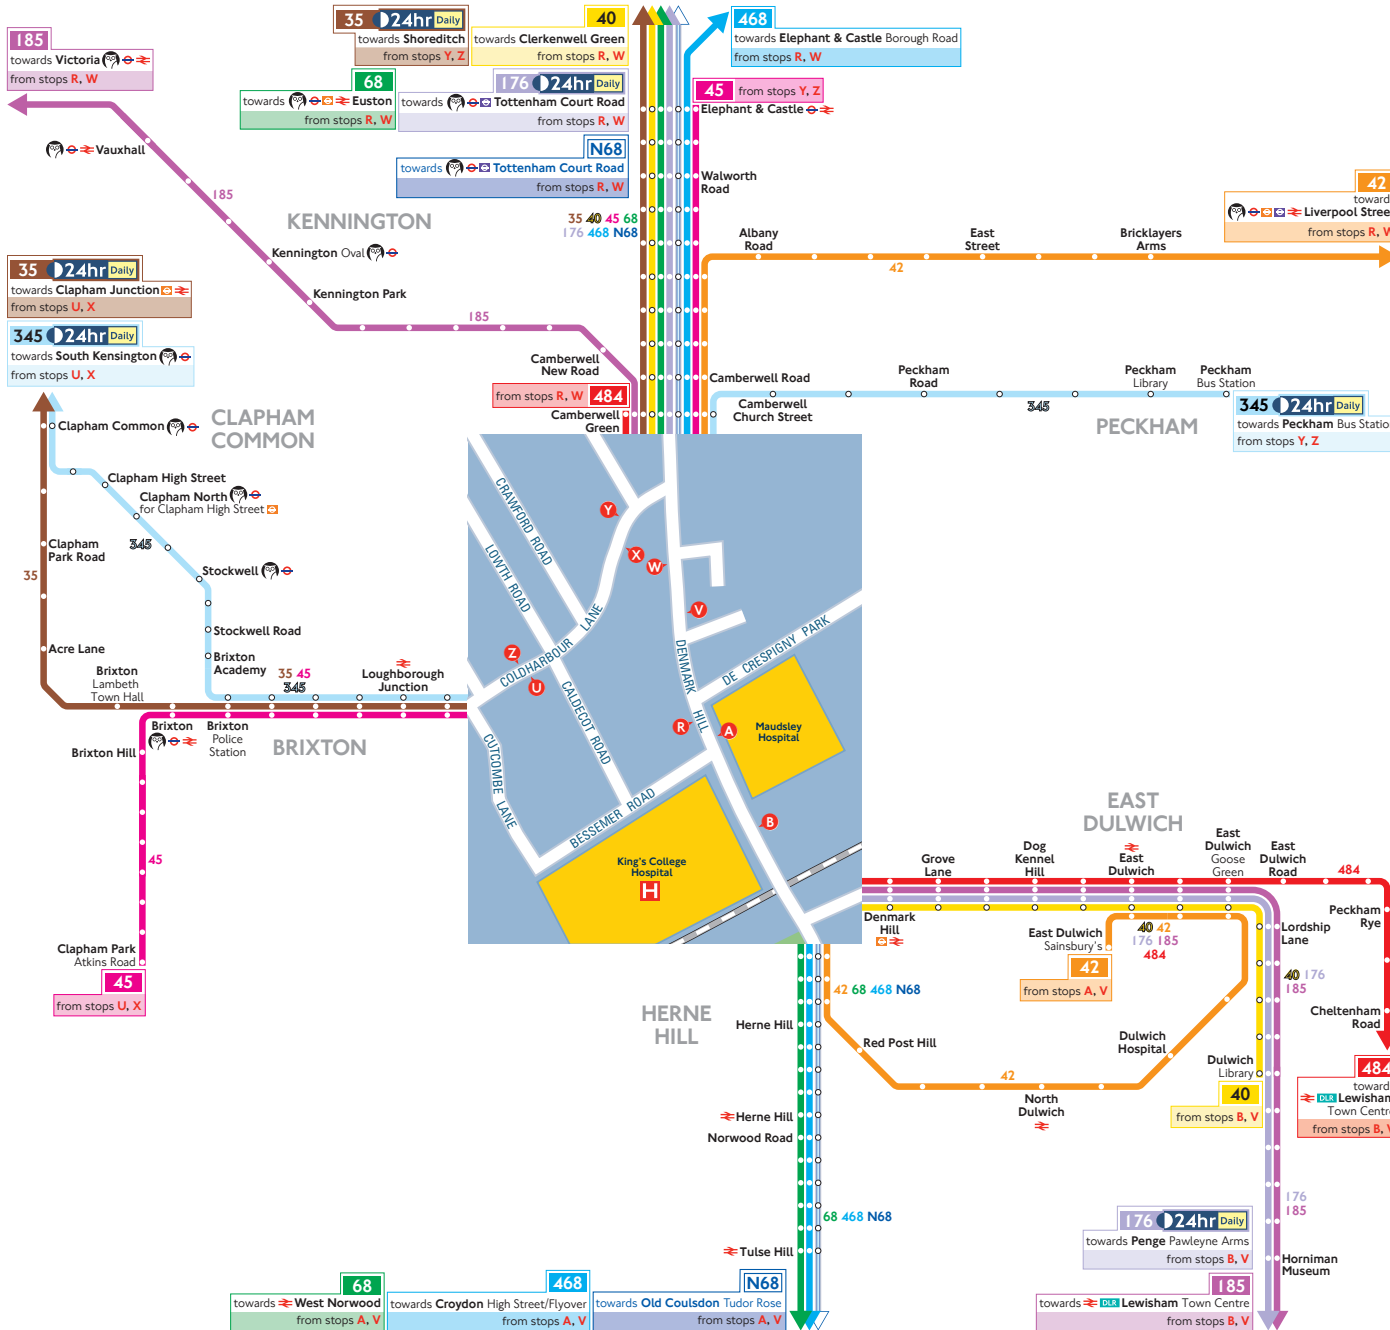 185
towards Victoria
from stops R, W
35 24hr Daily
towards Shoreditch
from stops Y, Z
40
towards Clerkenwell Green
from stops R, W
468
towards Elephant & Castle Borough Road
from stops R, W
68
towards Euston
from stops R, W
176 24hr Daily
towards Tottenham Court Road
from stops R, W
45 from stops Y, Z
Elephant & Castle
N68
towards Tottenham Court Road
from stops R, W
Vauxhall
185
KENNINGTON
Kennington Oval
Kennington Park
185
Walworth
Road
35 40 45 68
176 468 N68
42
toward
Liverpool Stree
from stops R, W
Albany
Road
East
Street
Bricklayers
Arms
42
35 24hr Daily
towards Clapham Junction
from stops U, X
345 24hr Daily
towards South Kensington
from stops U, X
Camberwell
New Road
from stops R, W 484
Camberwell
Green
Camberwell Road
Camberwell
Church Street
Peckham
Road
Peckham
Library
Peckham
Bus Station
345
PECKHAM
345 24hr Daily
towards Peckham Bus Statio
from stops Y, Z
CLAPHAM
COMMON
Clapham Common
Clapham High Street
Clapham North
for Clapham High Street
345
Clapham
Park Road
35
Stockwell
Stockwell Road
Acre Lane
Brixton
Academy
Brixton
Lambeth
Town Hall
35 45
345
Loughborough
Junction
Brixton
Brixton
Police
Station
BRIXTON
Brixton Hill
45
Clapham Park
Atkins Road
45
from stops U, X
CRAWFORD ROAD
LOWTH ROAD
COLDHARBOUR LANE
CALDECOT ROAD
CUTCOMBE LANE
BESSEMER ROAD
DENMARK HILL
DE CRESPIGNY PARK
Y
X
W
V
Z
U
R
A
B
Maudsley
Hospital
King's College
Hospital
H
EAST
DULWICH
Grove
Lane
Dog
Kennel
Hill
East
Dulwich
East
Dulwich
Goose
Green
East
Dulwich
Road
484
Denmark
Hill
East Dulwich
Sainsbury's
40 42
176 185
484
42
from stops A, V
Lordship
Lane
Peckham
Rye
40 176
185
Cheltenham
Road
HERNE
HILL
42 68 468 N68
Herne Hill
Red Post Hill
Dulwich
Hospital
Dulwich
Library
42
North
Dulwich
40
from stops B, V
484
toward
DLR Lewisham
Town Centre
from stops B, V
Herne Hill
Norwood Road
68 468 N68
Tulse Hill
176
185
176 24hr Daily
towards Penge Pawleyne Arms
from stops B, V
Horniman
Museum
185
towards DLR Lewisham Town Centre
from stops B, V
68
towards West Norwood
from stops A, V
468
towards Croydon High Street/Flyover
from stops A, V
N68
towards Old Coulsdon Tudor Rose
from stops A, V